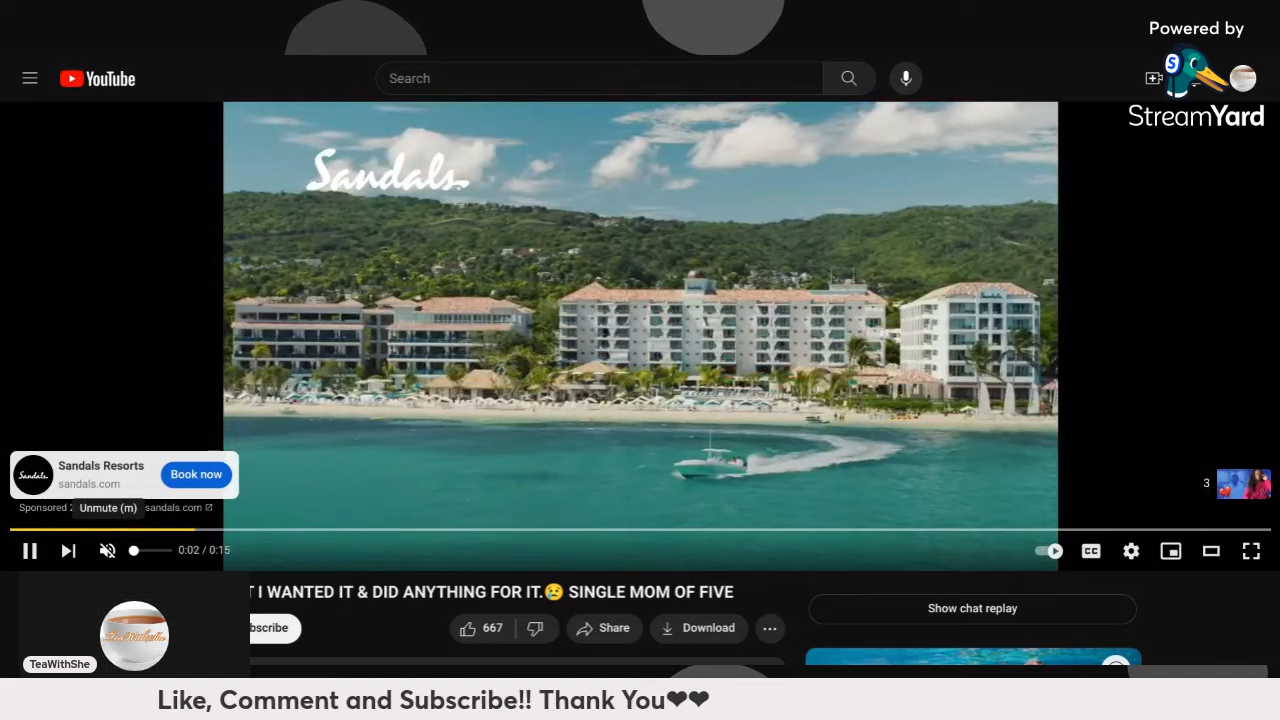 Powered by
StreamYard
YouTube
Search
Sandals
Sandals Resorts
sandals.com
Book now
Sponsored
Unmute (m)
sandals.com
3
0:02 / 0:15
CC
T I WANTED IT & DID ANYTHING FOR IT.😢 SINGLE MOM OF FIVE
bscribe
667
Share
Download
Show chat replay
TeaWithShe
TeaWithShe
Like, Comment and Subscribe!! Thank You❤❤